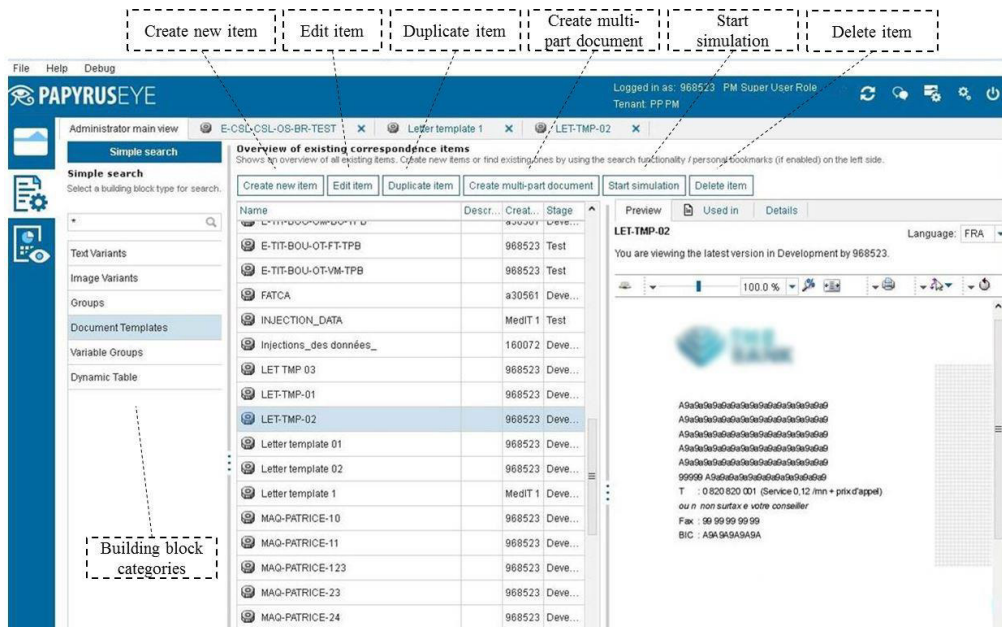 Create new item
Edit item
Duplicate item
Create multi-
part document
Start
simulation
Delete item
File Help Debug
PAPYRUSEYE
Logged in as: 968523 PM Super User Role
Tenant: PP PM
Administrator main view
E-CSL-CSL-OS-BR-TEST X
Letter template 1 X
LET-TMP-02 X
Simple search
Simple search
Select a building block type for search.
*
Text Variants
Image Variants
Groups
Document Templates
Variable Groups
Dynamic Table
Building block
categories
Overview of existing correspondence items
Shows an overview of all existing items. Create new items or find existing ones by using the search functionality / personal bookmarks (if enabled) on the left side.
Create new item Edit item Duplicate item Create multi-part document Start simulation Delete item
Name Descr... Creat... Stage
E-TIT-BOU-OT-FT-TPB 968523 Test
E-TIT-BOU-OT-VM-TPB 968523 Test
FATCA a30561 Deve...
INJECTION_DATA MedIT 1 Test
Injections_des données_ 160072 Deve...
LET TMP 03 968523 Deve...
LET-TMP-01 968523 Deve...
LET-TMP-02 968523 Deve...
Letter template 01 968523 Deve...
Letter template 02 968523 Deve...
Letter template 1 MedIT 1 Deve...
MAQ-PATRICE-10 968523 Deve...
MAQ-PATRICE-11 968523 Deve...
MAQ-PATRICE-123 968523 Deve...
MAQ-PATRICE-23 968523 Deve...
MAQ-PATRICE-24 968523 Deve...
Preview Used in Details
LET-TMP-02
Language: FRA
You are viewing the latest version in Development by 968523.
100.0 %
A9a9a9a9a9a9a9a9a9a9a9a9a9a9a9
A9a9a9a9a9a9a9a9a9a9a9a9a9a9a9
A9a9a9a9a9a9a9a9a9a9a9a9a9a9a9
A9a9a9a9a9a9a9a9a9a9a9a9a9a9a9
A9a9a9a9a9a9a9a9a9a9a9a9a9a9a9
99999 A9a9a9a9a9a9a9a9a9a9a9a9
T : 0 820 820 001 (Service 0,12 /mn + prix d'appel)
ou n non surtax e votre conseiller
Fax : 99 99 99 99 99
BIC : A9A9A9A9A9A